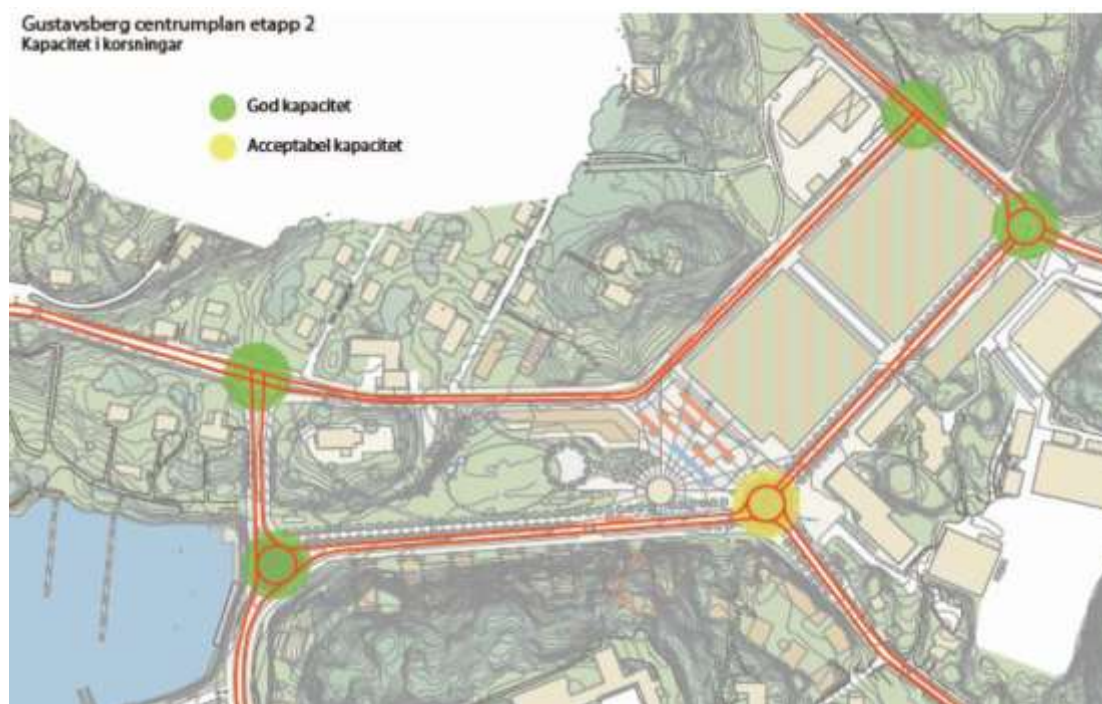 Gustavsberg centrumplan etapp 2
Kapacitet i korsningar
God kapacitet
Acceptabel kapacitet